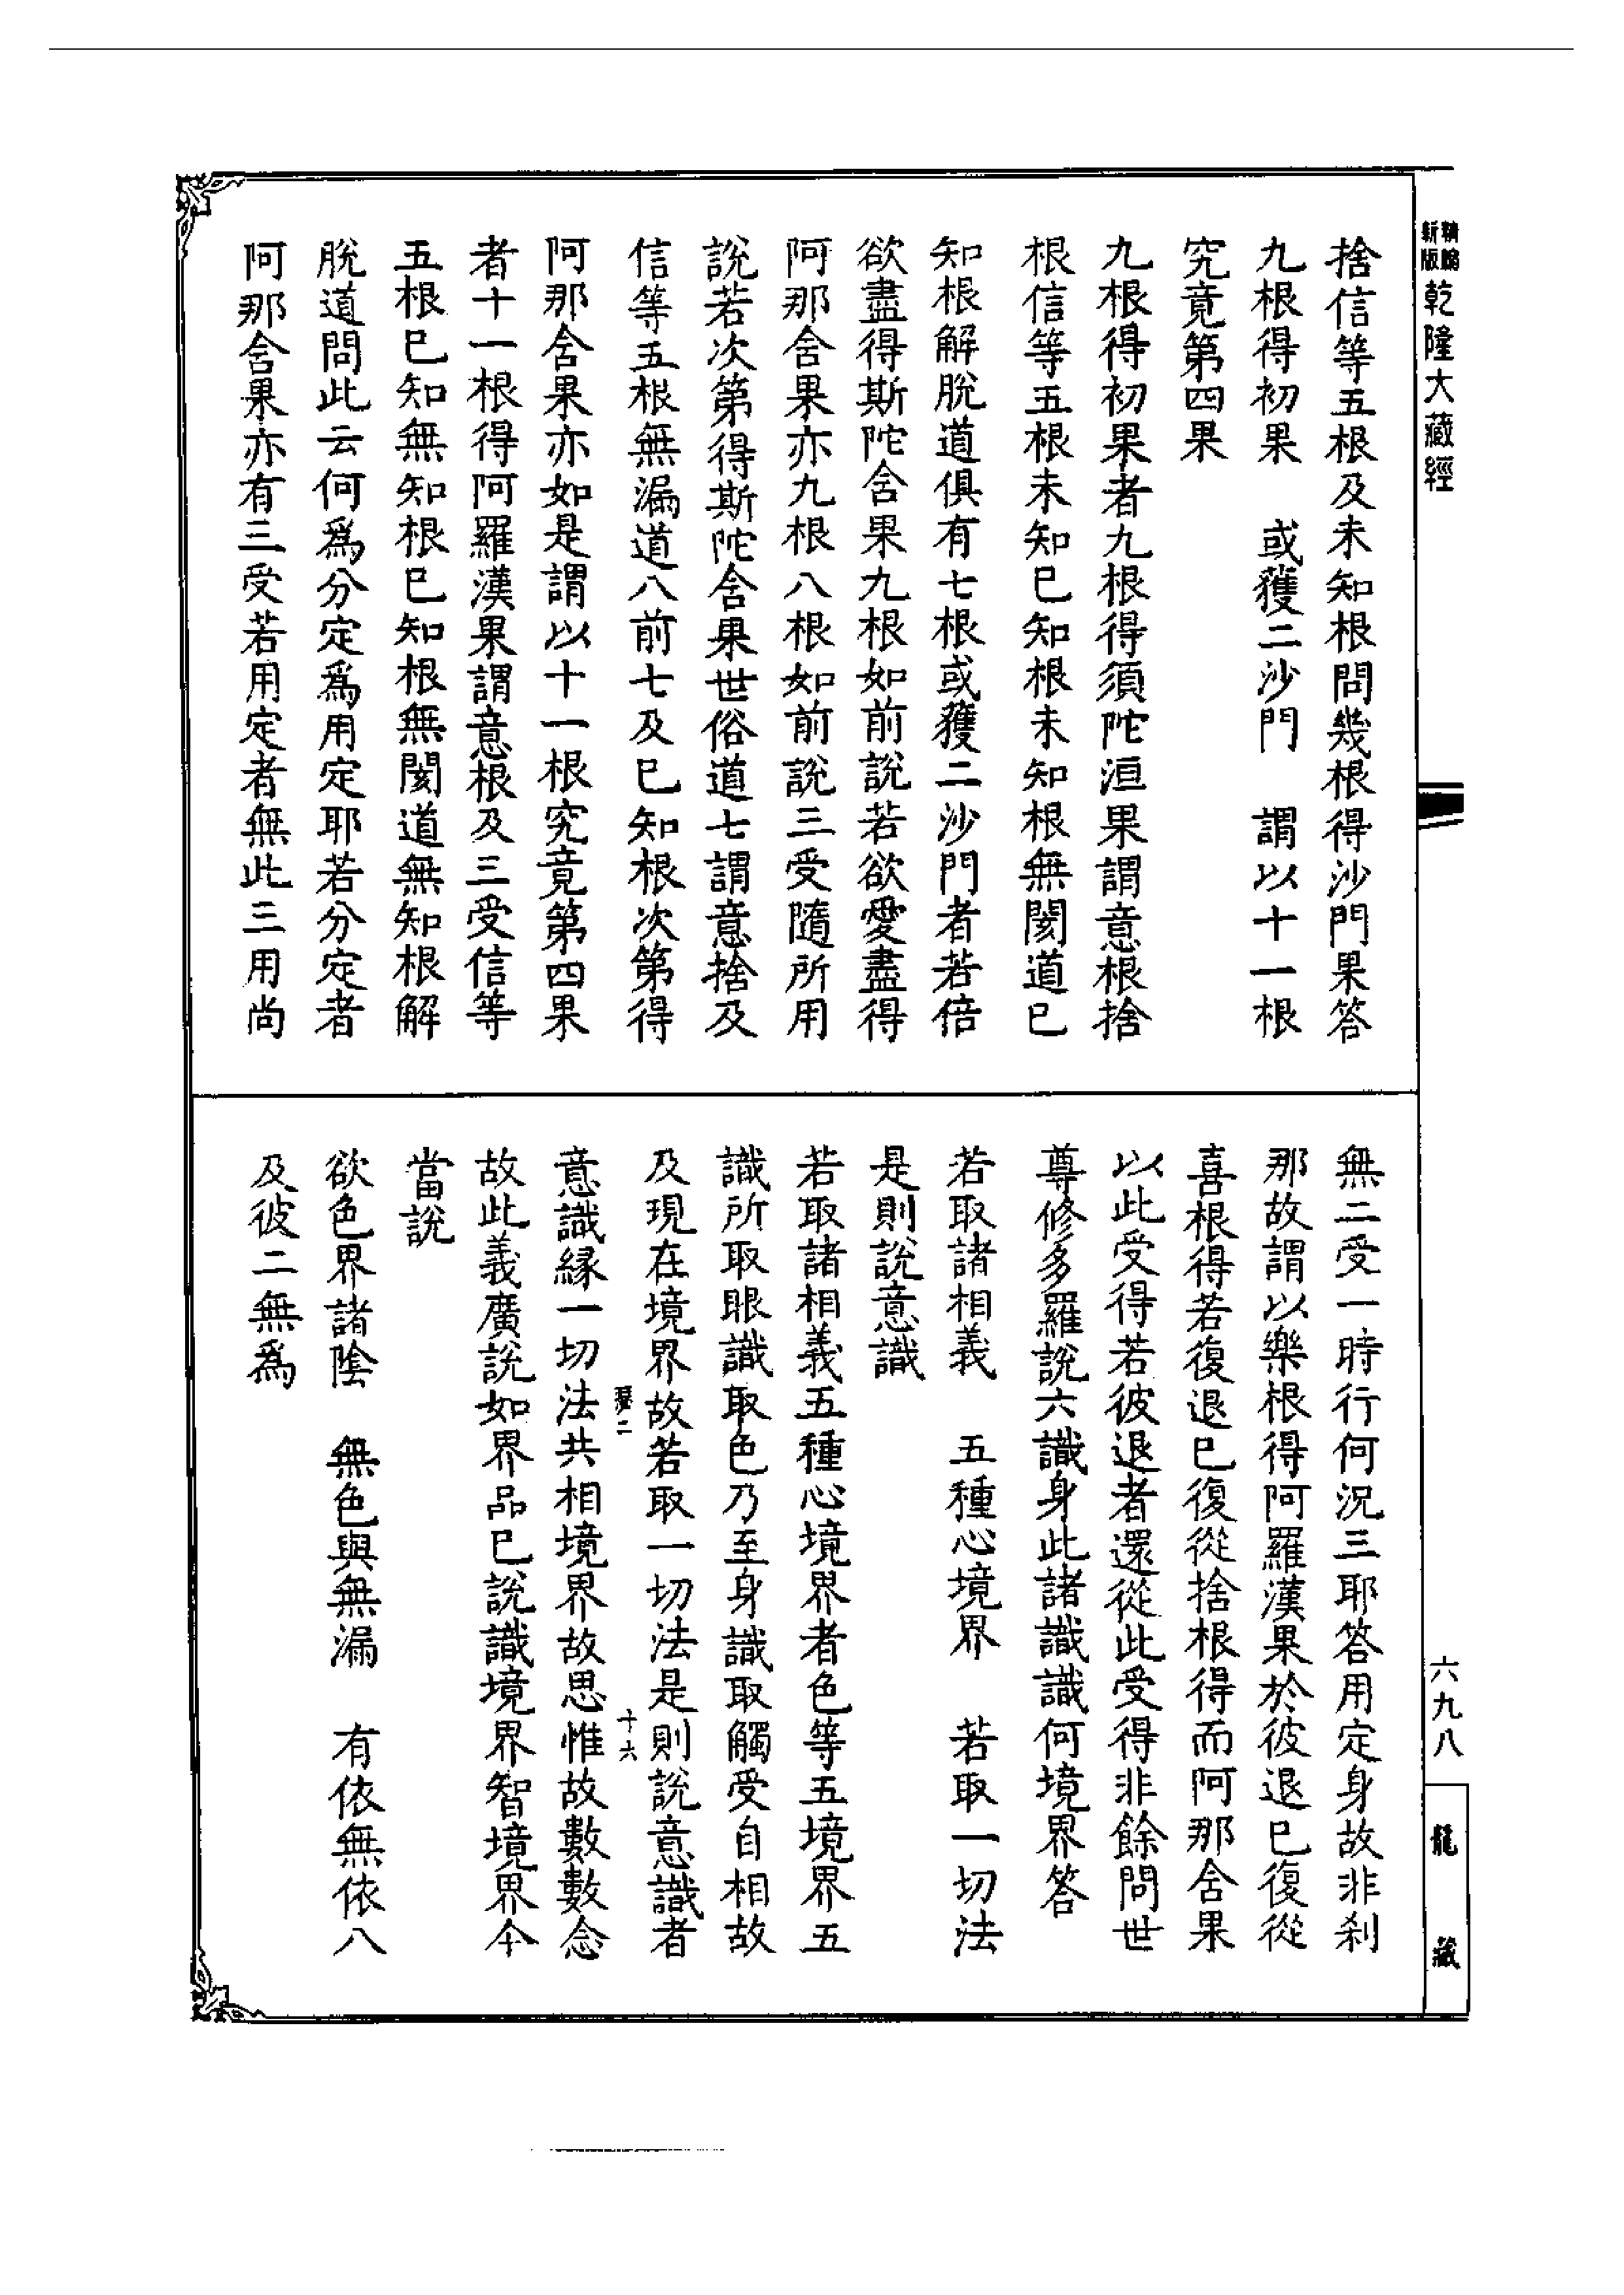 新版
乾隆大藏經
捨信等五根及未知根問幾根得沙門果答
九根得初果　或獲二沙門　謂以十一根
究竟第四果
九根得初果者九根得須陀洹果謂意根捨
根信等五根未知已知根未知根無閡道已
知根解脫道俱有七根或獲二沙門者若倍
欲盡得斯陀含果九根如前說若欲愛盡得
阿那含果亦九根八根如前說三受隨所用
說若次第得斯陀含果世俗道七謂意捨及
信等五根無漏道八前七及已知根次第得
阿那含果亦如是謂以十一根究竟第四果
者十一根得阿羅漢果謂意根及三受信等
五根已知無知根已知根無閡道無知根解
脫道問此云何為分定為用定耶若分定者
阿那含果亦有三受若用定者無此三用尚
無二受一時行何況三耶答用定身故非剎
那故謂以樂根得阿羅漢果於彼退已復從
喜根得若復退已復從捨根得而阿那含果
以此受得若彼退者還從此受得非餘問世
尊修多羅說六識身此諸識識何境界答
若取諸相義　五種心境界　若取一切法
是則說意識
若取諸相義五種心境界者色等五境界五
識所取眼識取色乃至身識取觸受自相故
及現在境界故若取一切法是則說意識者
十六
意識緣一切法共相境界故思惟故數數念
故此義廣說如界品已說識境界智境界今
當說
欲色界諸陰　無色與無漏　有依無依八
及彼二無為
六九八
龍藏